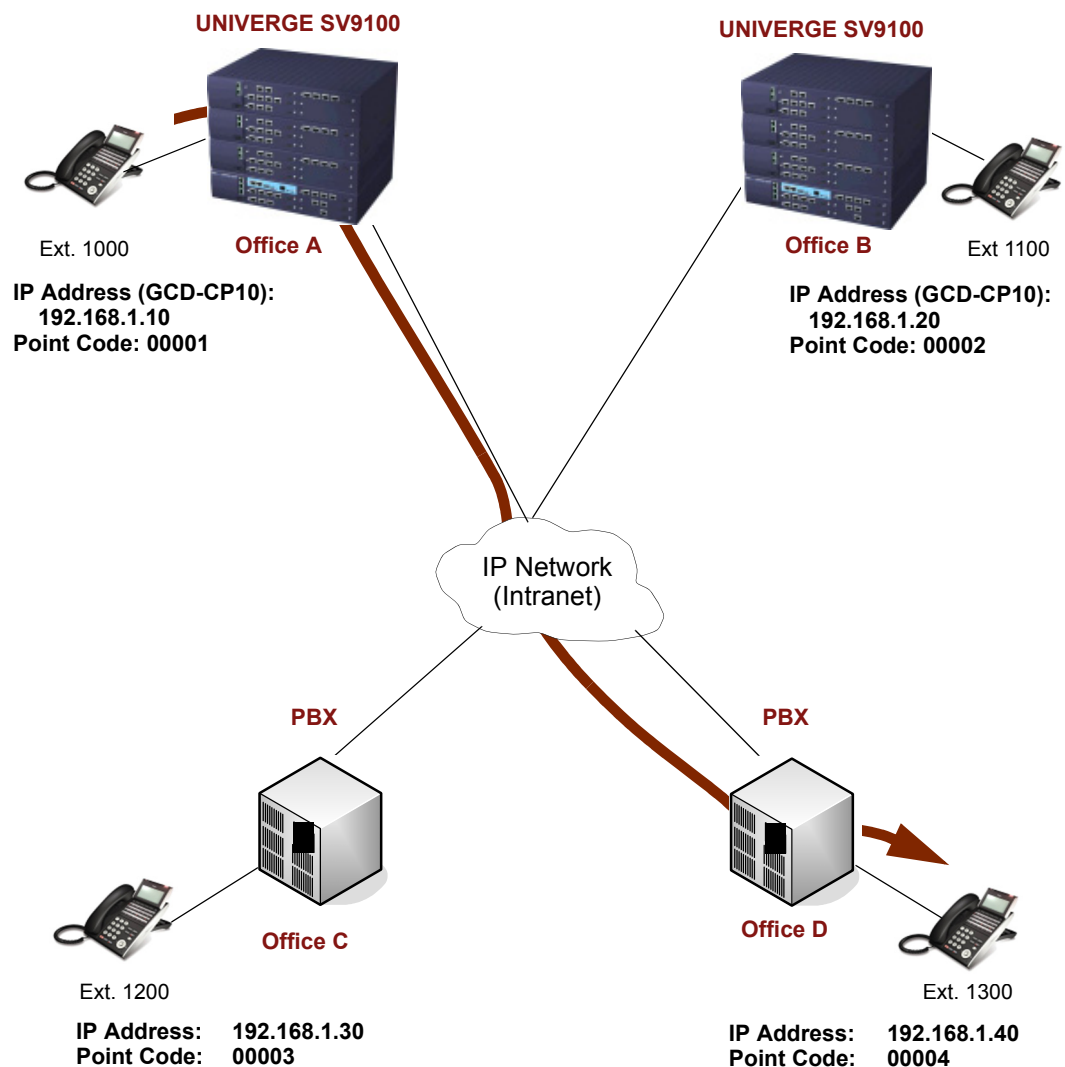 UNIVERGE SV9100
UNIVERGE SV9100
Office A
Office B
Ext. 1000
Ext 1100
IP Address (GCD-CP10):
192.168.1.10
Point Code: 00001
IP Address (GCD-CP10):
192.168.1.20
Point Code: 00002
IP Network
(Intranet)
PBX
PBX
Office C
Office D
Ext. 1200
Ext. 1300
IP Address: 192.168.1.30
Point Code: 00003
IP Address: 192.168.1.40
Point Code: 00004